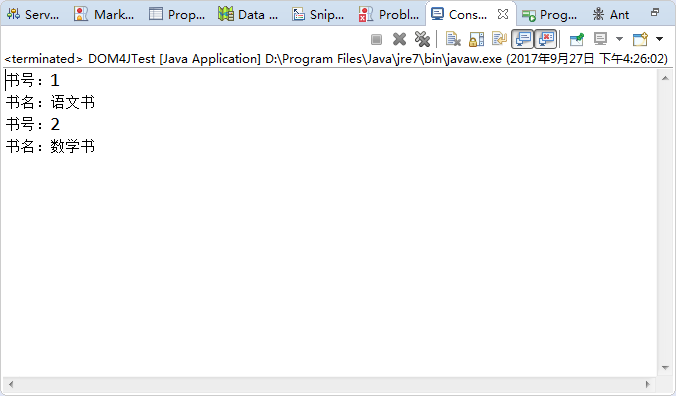 Serv... Mark... Prop... Data ... Snip... Probl... Cons... Prog... Ant
<terminated> DOM4JTest [Java Application] D:\Program Files\Java\jre7\bin\javaw.exe (2017年9月27日 下午4:26:02)
书号：1
书名：语文书
书号：2
书名：数学书